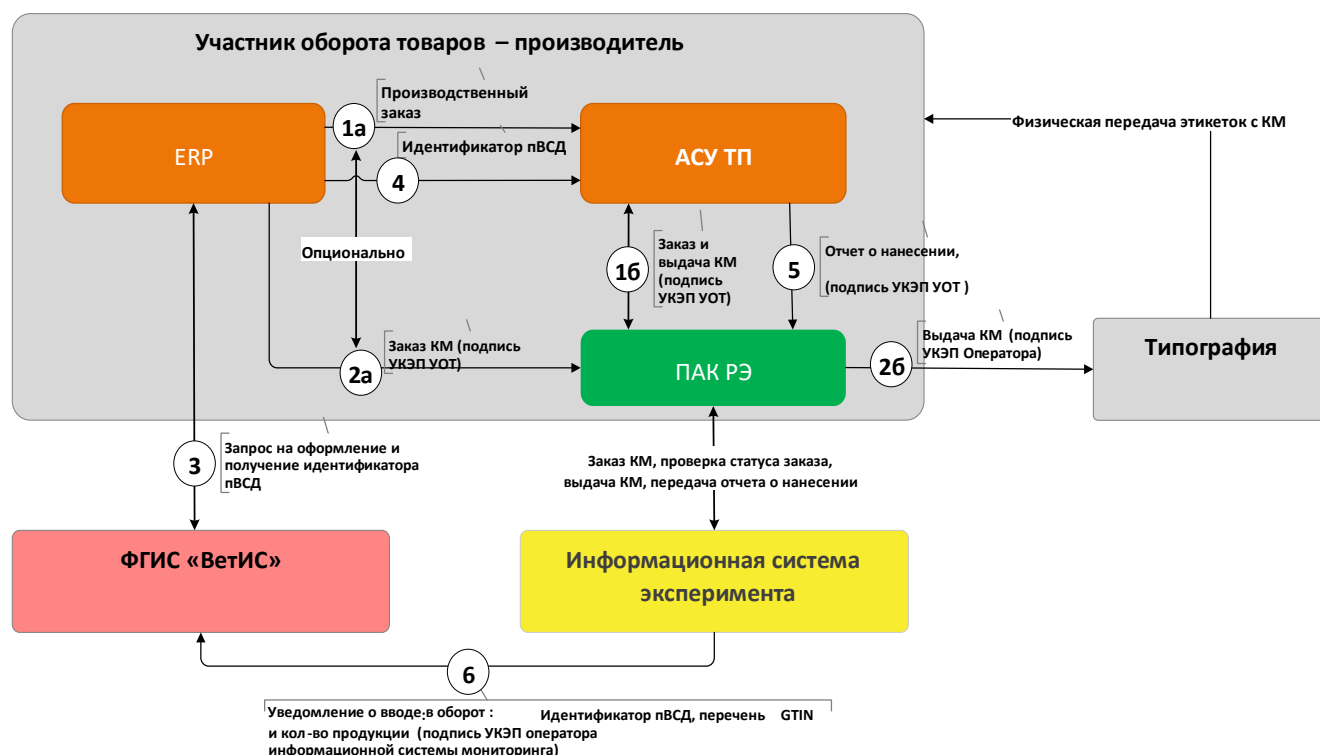 Участник оборота товаров – производитель
Производственный
заказ
1а
ERP
АСУ ТП
Идентификатор пВСД
4
Физическая передача этикеток с КМ
Опционально
Заказ и
выдача КМ
(подпись
УКЭП УОТ)
1б
Отчет о нанесении,
(подпись УКЭП УОТ )
5
Заказ КМ (подпись
УКЭП УОТ)
2а
ПАК РЭ
Выдача КМ (подпись
УКЭП Оператора)
2б
Типография
Запрос на оформление и
получение идентификатора
пВСД
3
Заказ КМ, проверка статуса заказа,
выдача КМ, передача отчета о нанесении
ФГИС «ВетИС»
Информационная система
эксперимента
6
Уведомление о вводе в оборот : Идентификатор пВСД, перечень GTIN
и кол-во продукции (подпись УКЭП оператора
информационной системы мониторинга)